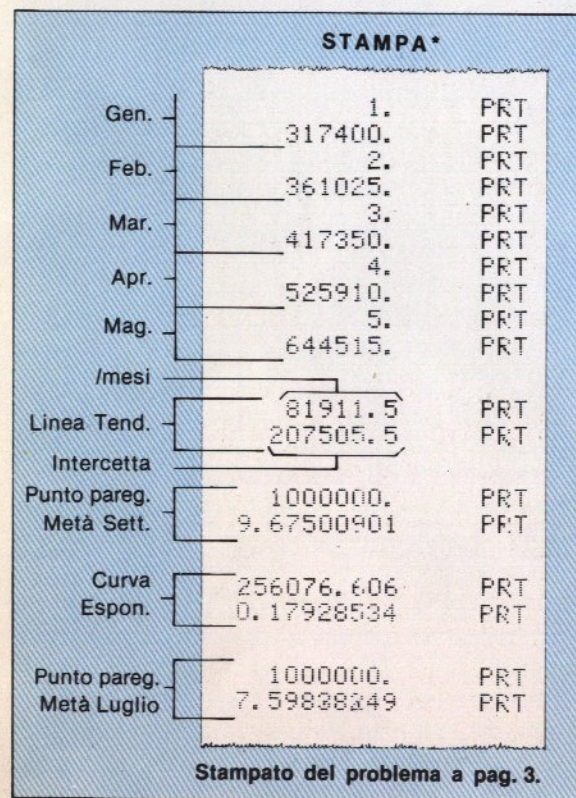 STAMPA*
Gen.
1. PRT
317400. PRT
Feb.
2. PRT
361025. PRT
Mar.
3. PRT
417350. PRT
Apr.
4. PRT
525910. PRT
Mag.
5. PRT
644515. PRT
/mesi
Linea Tend.
81911.5 PRT
207505.5 PRT
Intercetta
Punto pareg.
Metà Sett.
1000000. PRT
9.67500901 PRT
Curva
Espon.
256076.606 PRT
0.17928534 PRT
Punto pareg.
Metà Luglio
1000000. PRT
7.59838249 PRT
Stampato del problema a pag. 3.